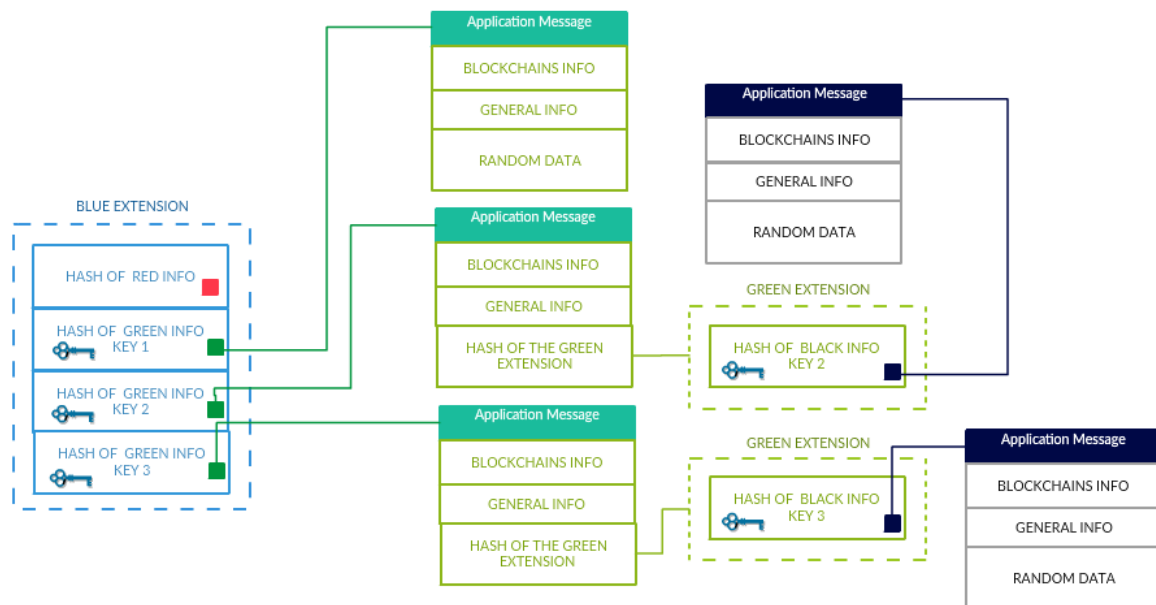 Application Message
BLOCKCHAINS INFO
GENERAL INFO
RANDOM DATA
Application Message
BLOCKCHAINS INFO
GENERAL INFO
RANDOM DATA
BLUE EXTENSION
HASH OF RED INFO
HASH OF GREEN INFO
KEY 1
HASH OF GREEN INFO
KEY 2
HASH OF GREEN INFO
KEY 3
Application Message
BLOCKCHAINS INFO
GENERAL INFO
HASH OF THE GREEN
EXTENSION
GREEN EXTENSION
HASH OF BLACK INFO
KEY 2
Application Message
BLOCKCHAINS INFO
GENERAL INFO
HASH OF THE GREEN
EXTENSION
GREEN EXTENSION
HASH OF BLACK INFO
KEY 3
Application Message
BLOCKCHAINS INFO
GENERAL INFO
RANDOM DATA